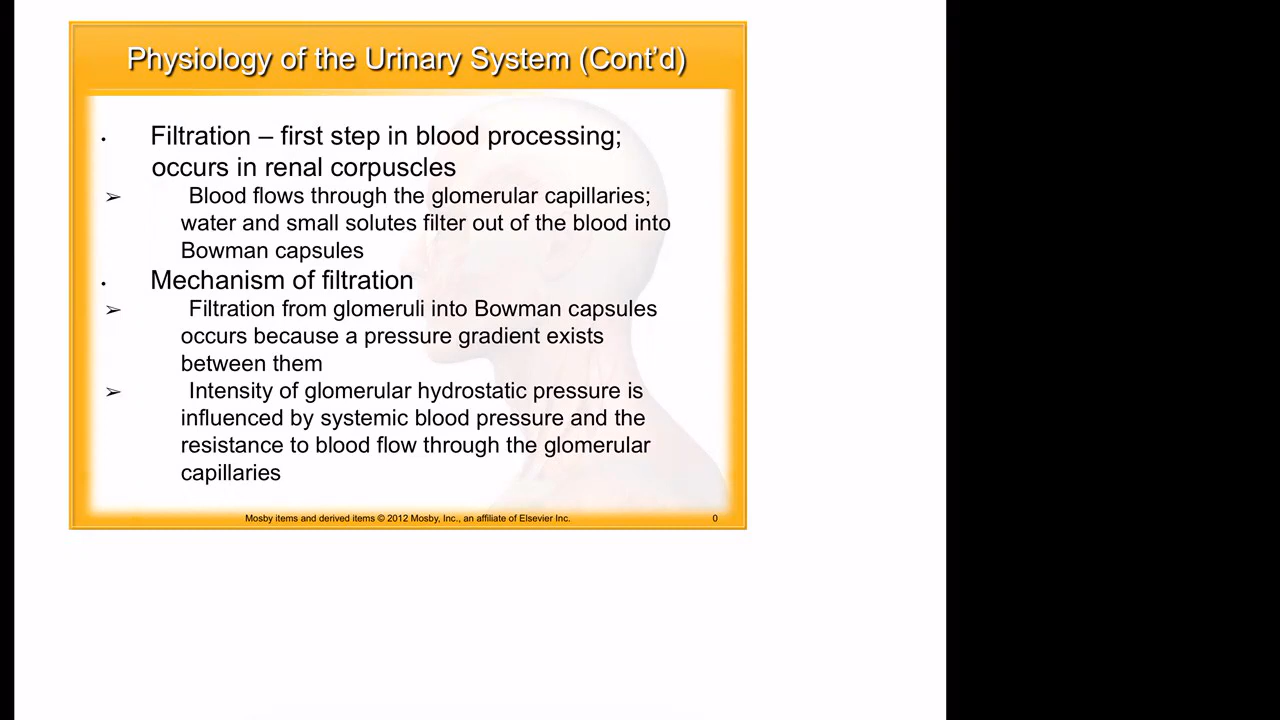 Physiology of the Urinary System (Cont’d)
• Filtration – first step in blood processing;
occurs in renal corpuscles
➢ Blood flows through the glomerular capillaries;
water and small solutes filter out of the blood into
Bowman capsules
• Mechanism of filtration
➢ Filtration from glomeruli into Bowman capsules
occurs because a pressure gradient exists
between them
➢ Intensity of glomerular hydrostatic pressure is
influenced by systemic blood pressure and the
resistance to blood flow through the glomerular
capillaries
Mosby items and derived items © 2012 Mosby, Inc., an affiliate of Elsevier Inc. 0